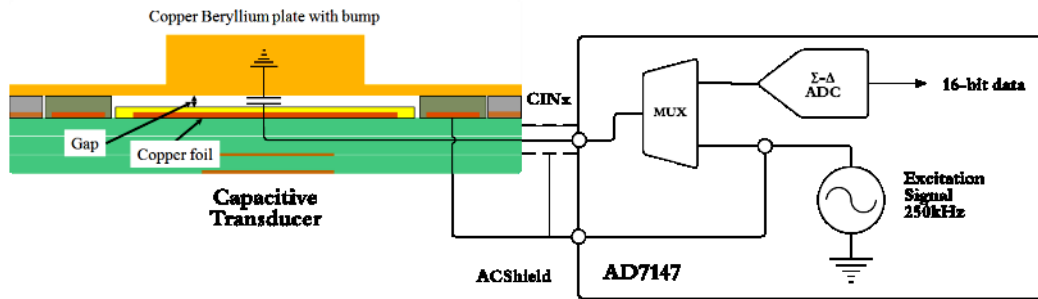 Copper Beryllium plate with bump
CINx
Σ-Δ
ADC
16-bit data
MUX
Gap
Copper foil
Capacitive
Transducer
Excitation
Signal
250kHz
ACShield
AD7147